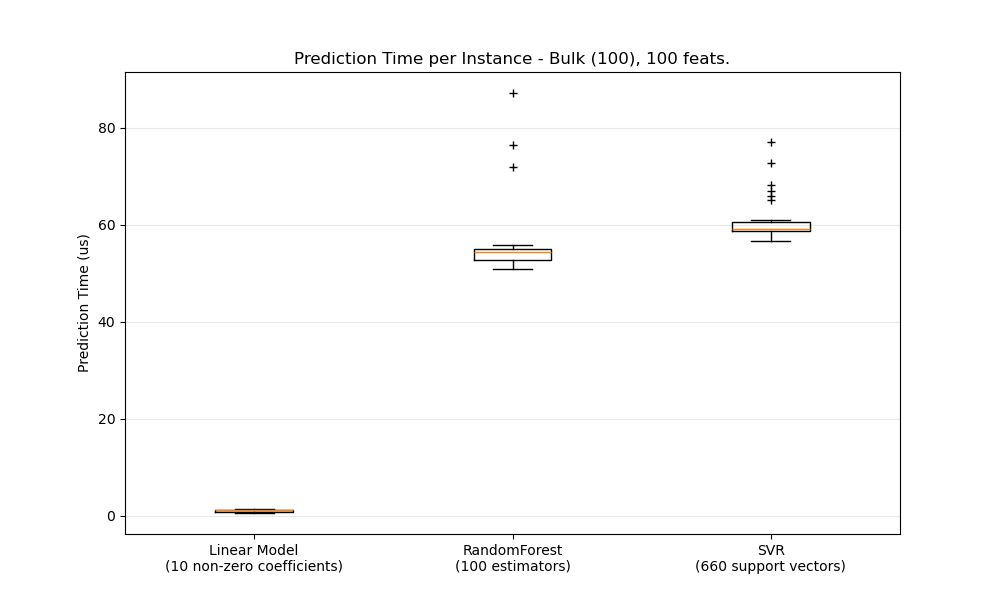 Prediction Time per Instance - Bulk (100), 100 feats.
Prediction Time (us)
80
60
40
20
0
Linear Model
(10 non-zero coefficients)
RandomForest
(100 estimators)
SVR
(660 support vectors)